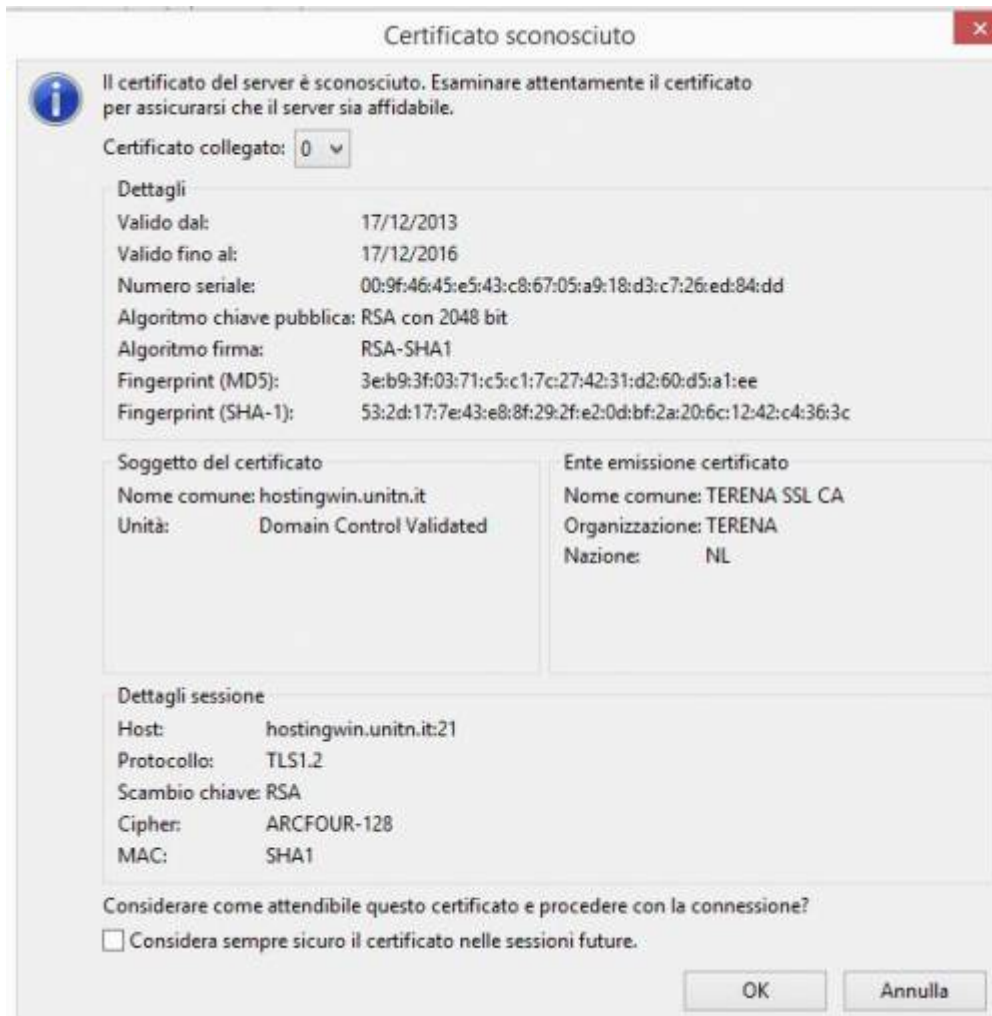 Certificato sconosciuto
Il certificato del server è sconosciuto. Esaminare attentamente il certificato
per assicurarsi che il server sia affidabile.
Certificato collegato: 0
Dettagli
Valido dal: 17/12/2013
Valido fino al: 17/12/2016
Numero seriale: 00:9f:46:45:e5:43:c8:67:05:a9:18:d3:c7:26:ed:84:dd
Algoritmo chiave pubblica: RSA con 2048 bit
Algoritmo firma: RSA-SHA1
Fingerprint (MD5): 3e:b9:3f:03:71:c5:c1:7c:27:42:31:d2:60:d5:a1:ee
Fingerprint (SHA-1): 53:2d:17:7e:43:e8:8f:29:2f:e2:0d:bf:2a:20:6c:12:42:c4:36:3c
Soggetto del certificato
Nome comune: hostingwin.unitn.it
Unità: Domain Control Validated
Ente emissione certificato
Nome comune: TERENA SSL CA
Organizzazione: TERENA
Nazione: NL
Dettagli sessione
Host: hostingwin.unitn.it:21
Protocollo: TLS1.2
Scambio chiave: RSA
Cipher: ARCFOUR-128
MAC: SHA1
Considerare come attendibile questo certificato e procedere con la connessione?
Considera sempre sicuro il certificato nelle sessioni future.
OK
Annulla